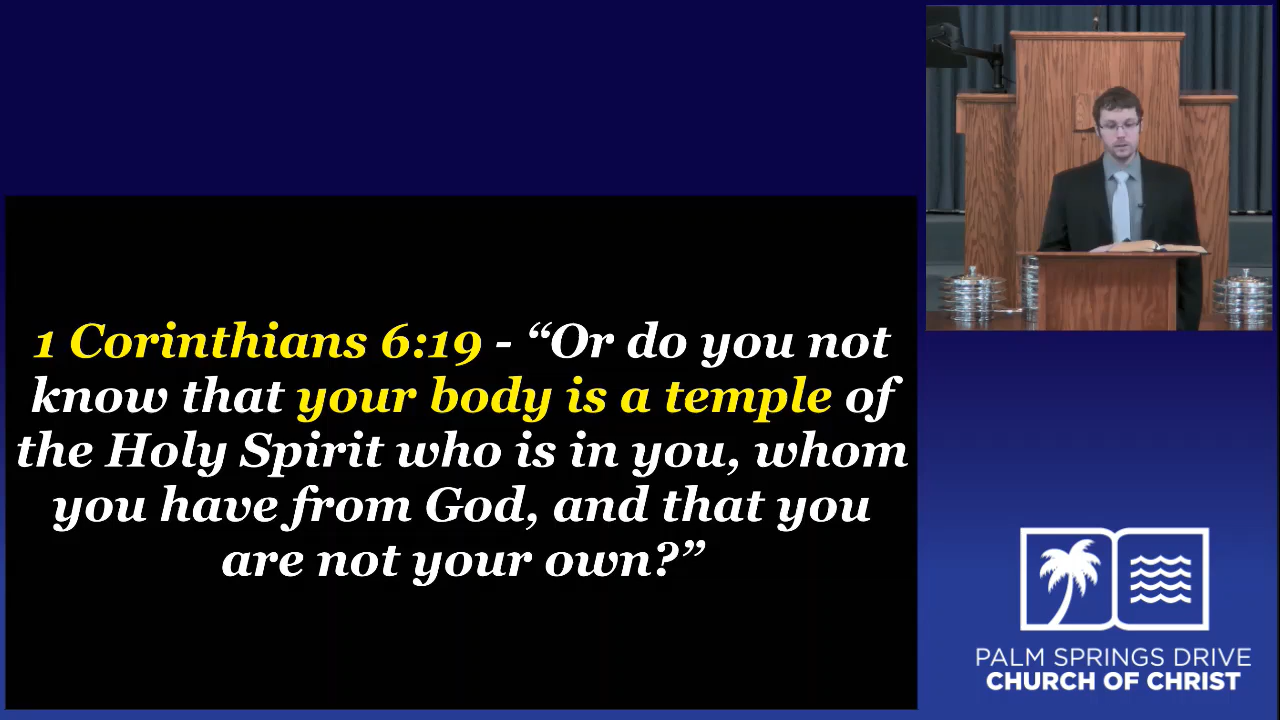 1 Corinthians 6:19 - “Or do you not
know that your body is a temple of
the Holy Spirit who is in you, whom
you have from God, and that you
are not your own?”
PALM SPRINGS DRIVE
CHURCH OF CHRIST